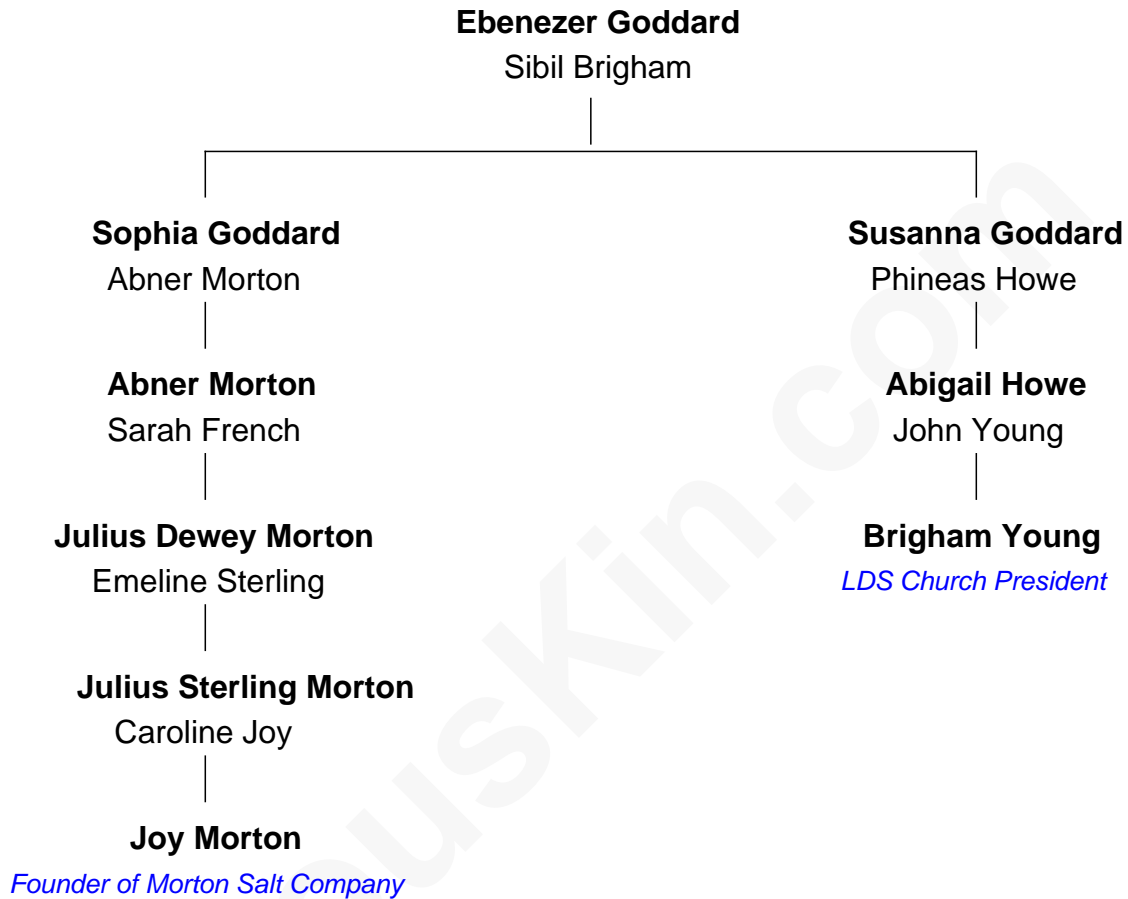 Ebenezer Goddard
Sibil Brigham
Sophia Goddard
Abner Morton
Susanna Goddard
Phineas Howe
Abner Morton
Sarah French
Abigail Howe
John Young
Julius Dewey Morton
Emeline Sterling
Brigham Young
LDS Church President
Julius Sterling Morton
Caroline Joy
Joy Morton
Founder of Morton Salt Company
usKin.com